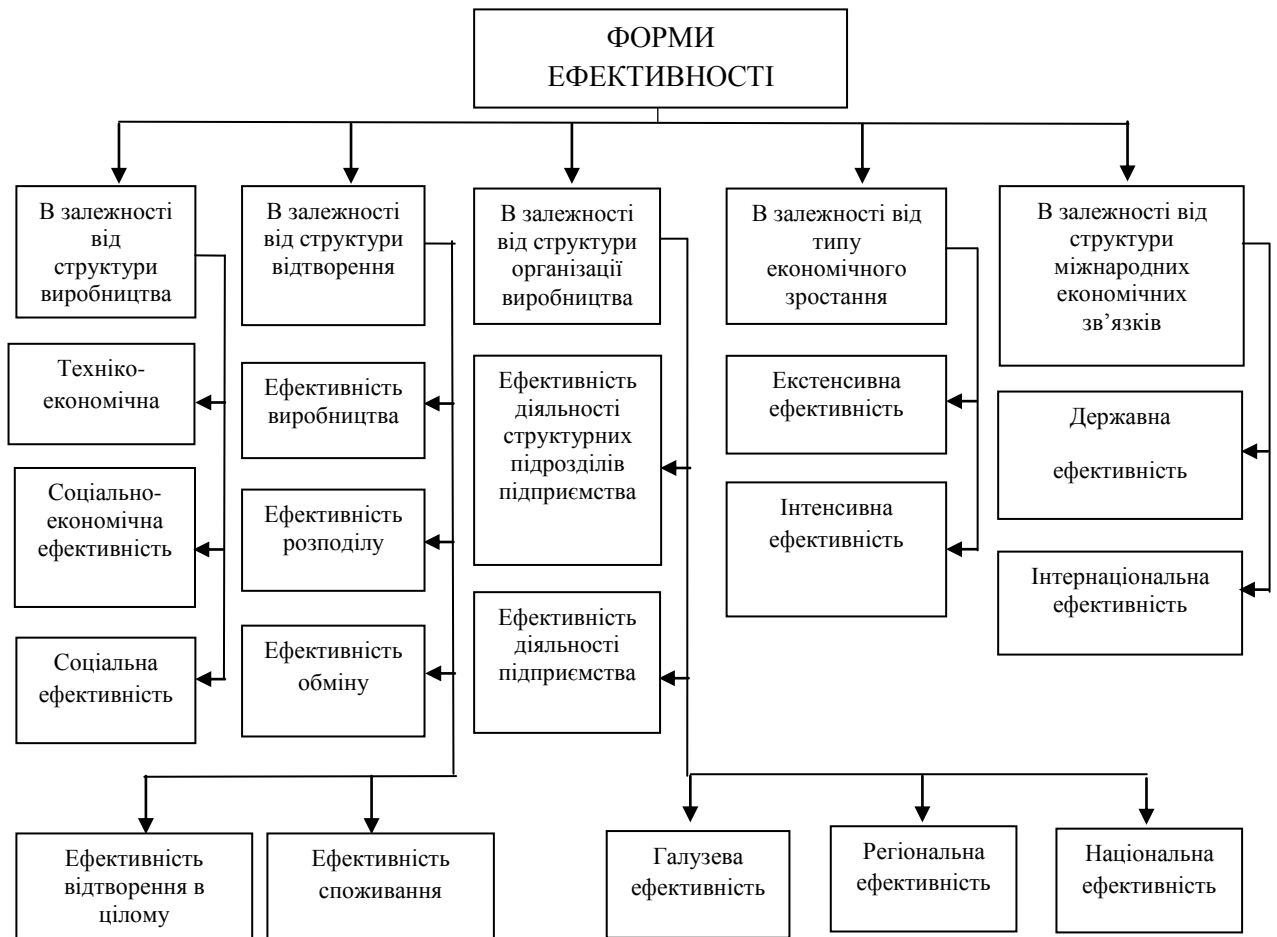 ФОРМИ
ЕФЕКТИВНОСТІ
В залежності
від
структури
виробництва
В залежності
від структури
відтворення
В залежності
від структури
організації
виробництва
В залежності від
типу
економічного
зростання
В залежності від
структури
міжнародних
економічних
зв’язків
Техніко-
економічна
Соціально-
економічна
ефективність
Соціальна
ефективність
Ефективність
виробництва
Ефективність
розподілу
Ефективність
обміну
Ефективність
діяльності
структурних
підрозділів
підприємства
Ефективність
діяльності
підприємства
Екстенсивна
ефективність
Інтенсивна
ефективність
Державна
ефективність
Інтернаціональна
ефективність
Ефективність
відтворення в
цілому
Ефективність
споживання
Галузева
ефективність
Регіональна
ефективність
Національна
ефективність